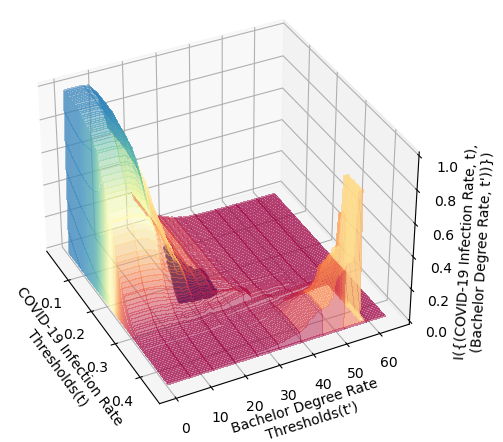 1.0
0.8
0.6
0.4
0.2
0.0
I({(COVID-19 Infection Rate, t),
(Bachelor Degree Rate, t'))})
0.1
0.2
0.3
0.4
COVID-19 Infection Rate
Thresholds(t)
0
10
20
30
40
50
60
Bachelor Degree Rate
Thresholds(t')